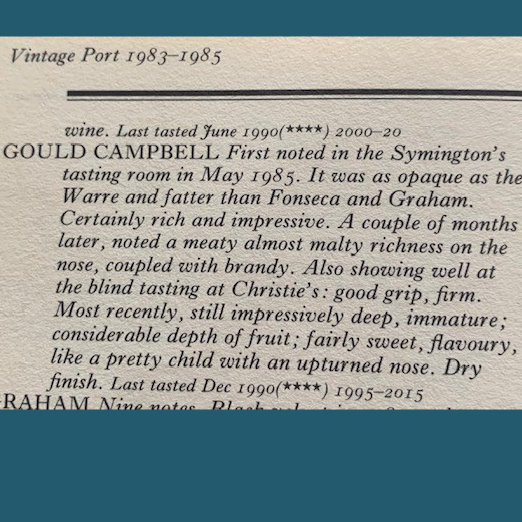 Vintage Port 1983–1985
wine. Last tasted June 1990(****) 2000–20
GOULD CAMPBELL First noted in the Symington's
tasting room in May 1985. It was as opaque as the
Warre and fatter than Fonseca and Graham.
Certainly rich and impressive. A couple of months
later, noted a meaty almost malty richness on the
nose, coupled with brandy. Also showing well at
the blind tasting at Christie's: good grip, firm.
Most recently, still impressively deep, immature;
considerable depth of fruit; fairly sweet, flavoury,
like a pretty child with an upturned nose. Dry
finish. Last tasted Dec 1990(****) 1995–2015
RAHAM Nine notes.